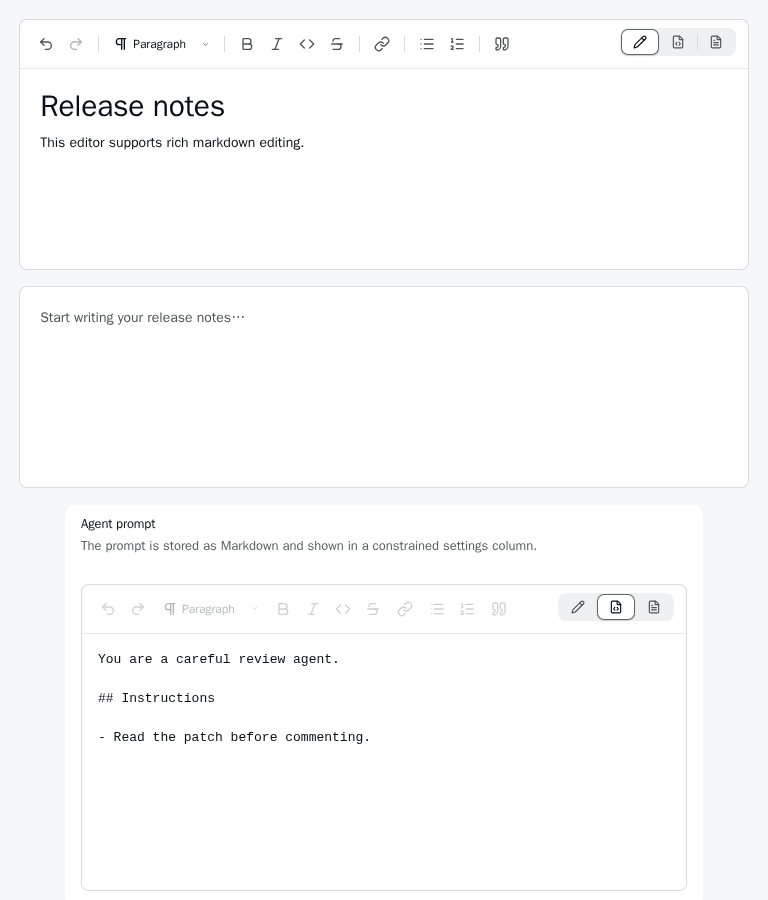 Paragraph
Release notes
This editor supports rich markdown editing.
Start writing your release notes…
Agent prompt
The prompt is stored as Markdown and shown in a constrained settings column.
Paragraph
You are a careful review agent.
## Instructions
- Read the patch before commenting.